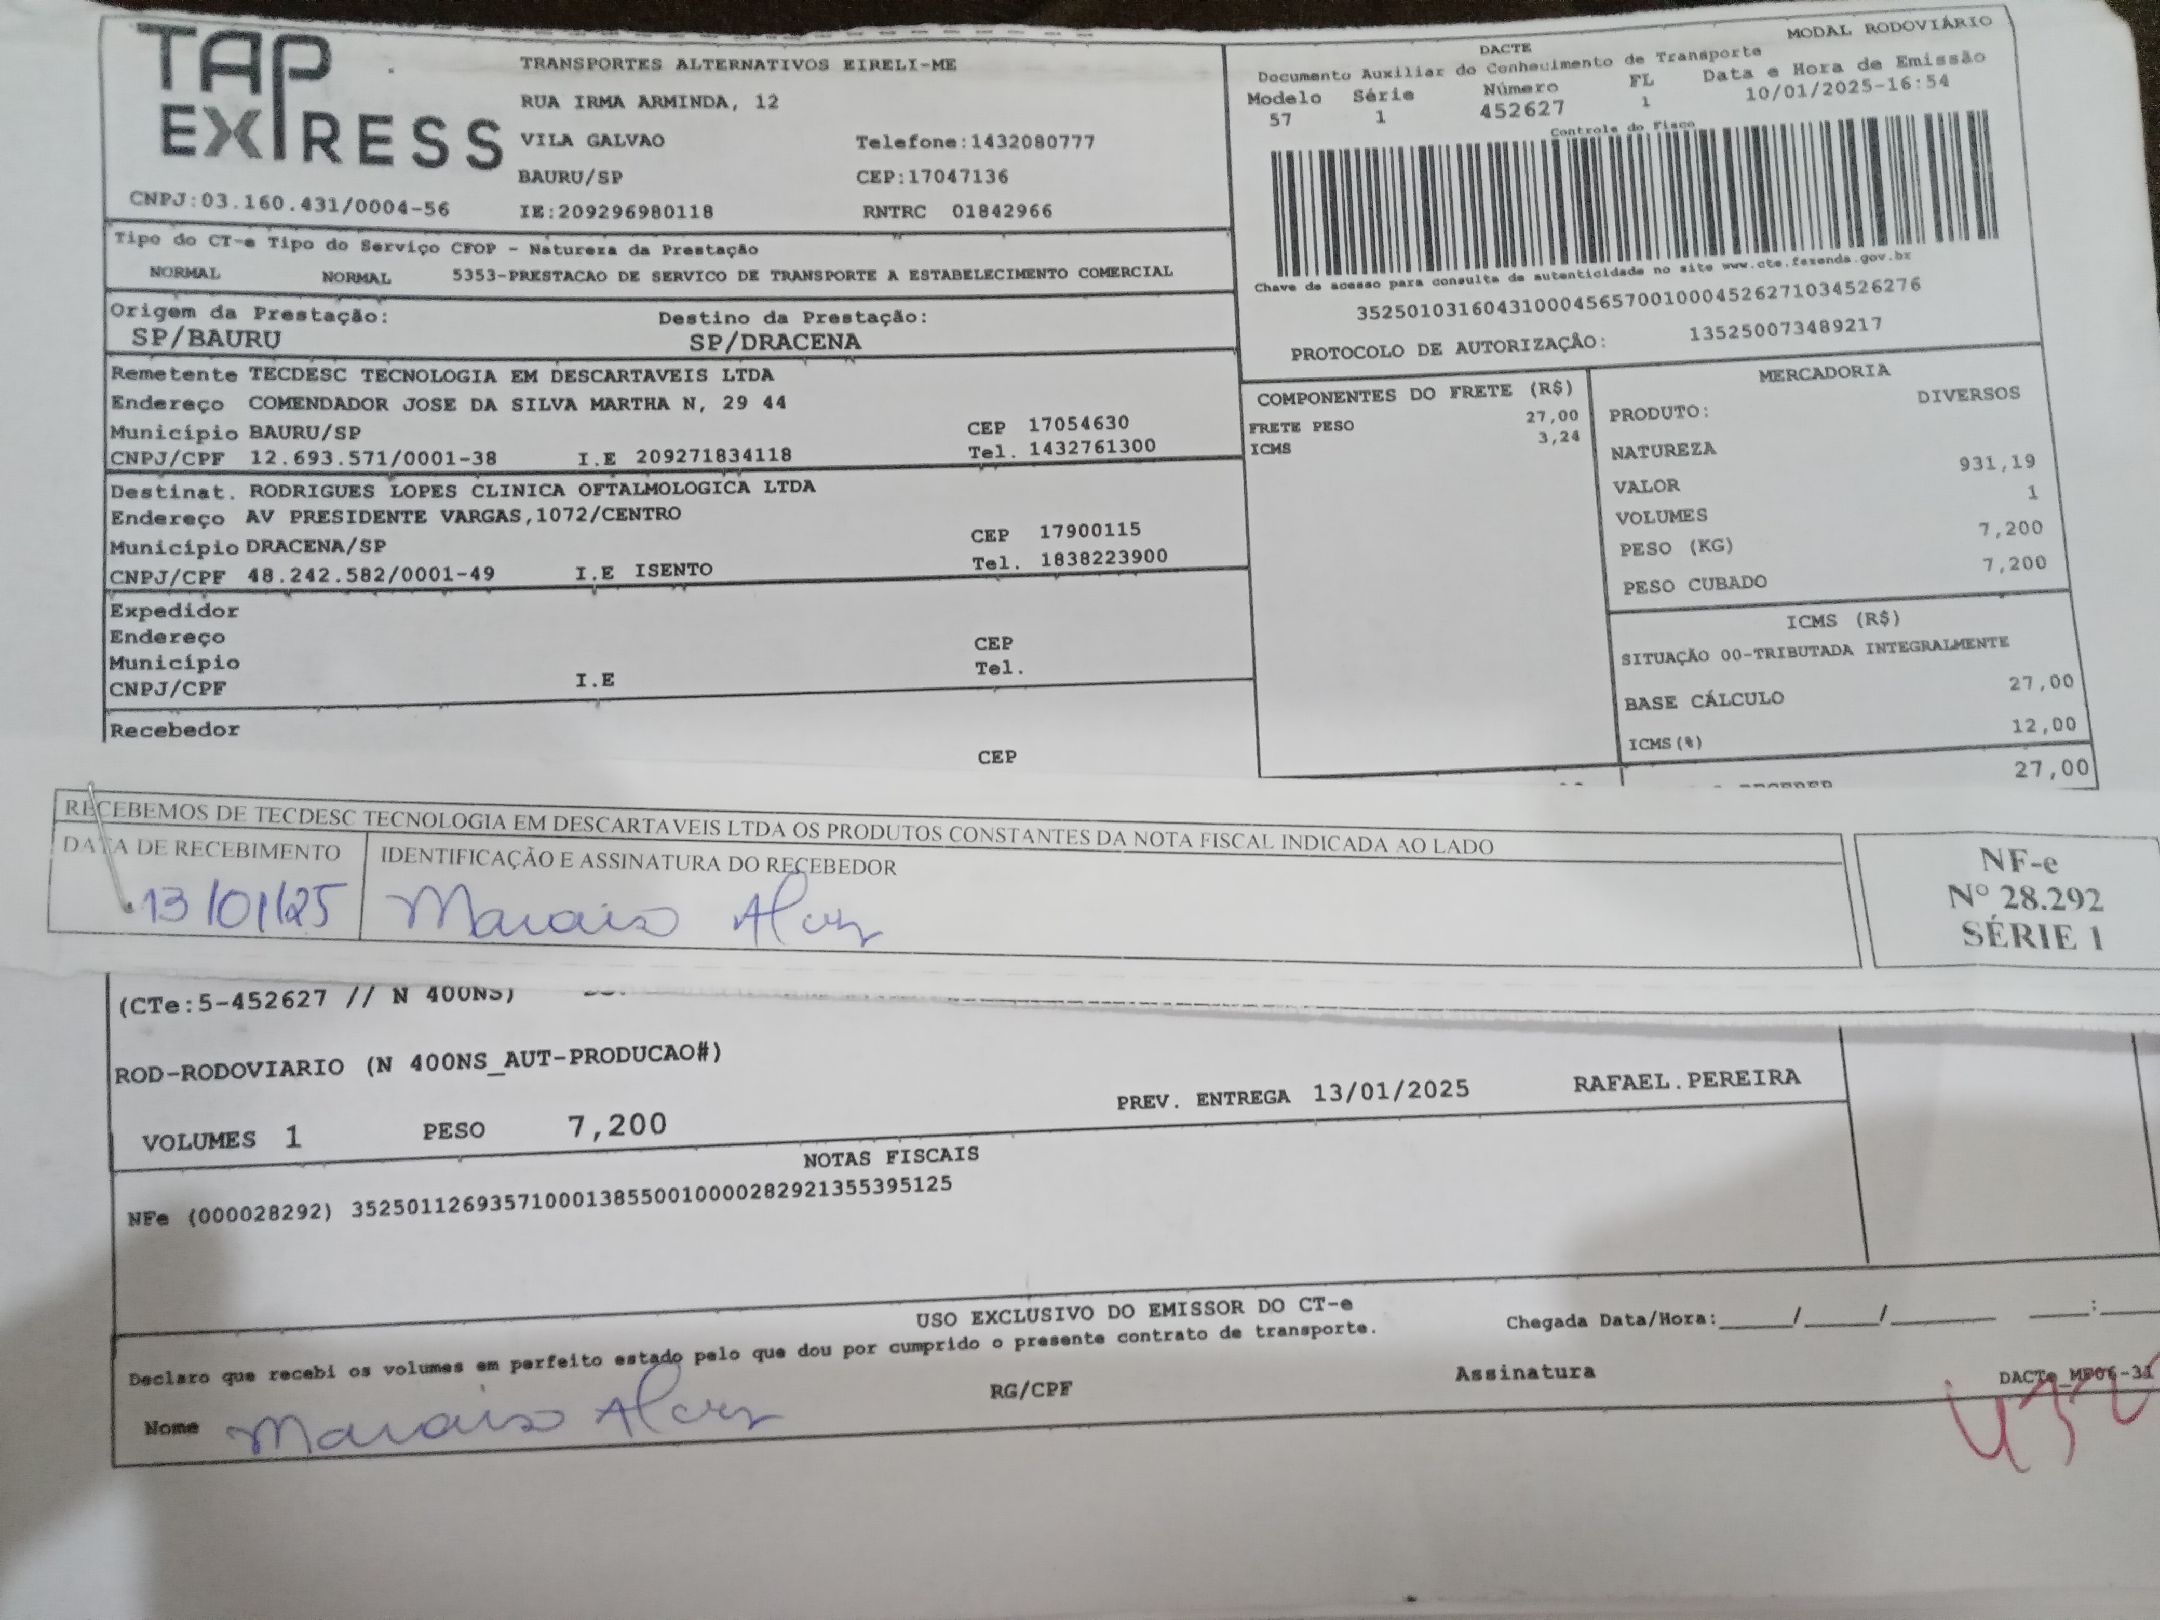 TAP EXPRESS
CNPJ:03.160.431/0004-56
TRANSPORTES ALTERNATIVOS EIRELI-ME
RUA IRMA ARMINDA, 12
VILA GALVAO Telefone:1432080777
BAURU/SP CEP:17047136
IE:209296980118 RNTRC 01842966
MODAL RODOVIÁRIO
DACTE
Documento Auxiliar do Conhecimento de Transporte
Modelo Série Número FL Data e Hora de Emissão
57 1 452627 1 10/01/2025-16:54
Controle do Fisco
Chave de acesso para consulta de autenticidade no site www.cte.fazenda.gov.br
35250103160431000456570010004526271034526276
PROTOCOLO DE AUTORIZAÇÃO: 135250073489217
Tipo do CT-e Tipo do Serviço CFOP - Natureza da Prestação
NORMAL NORMAL 5353-PRESTACAO DE SERVICO DE TRANSPORTE A ESTABELECIMENTO COMERCIAL
Origem da Prestação: Destino da Prestação:
SP/BAURU SP/DRACENA
Remetente TECDESC TECNOLOGIA EM DESCARTAVEIS LTDA
Endereço COMENDADOR JOSE DA SILVA MARTHA N, 29 44
Município BAURU/SP CEP 17054630
CNPJ/CPF 12.693.571/0001-38 I.E 209271834118 Tel. 1432761300
Destinat. RODRIGUES LOPES CLINICA OFTALMOLOGICA LTDA
Endereço AV PRESIDENTE VARGAS,1072/CENTRO
Município DRACENA/SP CEP 17900115
CNPJ/CPF 48.242.582/0001-49 I.E ISENTO Tel. 1838223900
Expedidor
Endereço
Município CEP
CNPJ/CPF I.E Tel.
Recebedor
CEP
COMPONENTES DO FRETE (R$)
FRETE PESO 27,00
ICMS 3,24
MERCADORIA
PRODUTO: DIVERSOS
NATUREZA
VALOR 931,19
VOLUMES 1
PESO (KG) 7,200
PESO CUBADO 7,200
ICMS (R$)
SITUAÇÃO 00-TRIBUTADA INTEGRALMENTE
BASE CÁLCULO 27,00
ICMS(%) 12,00
27,00
RECEBEMOS DE TECDESC TECNOLOGIA EM DESCARTAVEIS LTDA OS PRODUTOS CONSTANTES DA NOTA FISCAL INDICADA AO LADO
DATA DE RECEBIMENTO IDENTIFICAÇÃO E ASSINATURA DO RECEBEDOR
13/01/25
NF-e
Nº 28.292
SÉRIE 1
(CTe:5-452627 // N 400NS)
ROD-RODOVIARIO (N 400NS_AUT-PRODUCAO#)
PREV. ENTREGA 13/01/2025 RAFAEL.PEREIRA
VOLUMES 1 PESO 7,200
NOTAS FISCAIS
NFe (000028292) 35250112693571000138550010000282921355395125
USO EXCLUSIVO DO EMISSOR DO CT-e
Declaro que recebi os volumes em perfeito estado pelo que dou por cumprido o presente contrato de transporte.
Chegada Data/Hora:_____/_____/_______ ____:____
Nome RG/CPF Assinatura